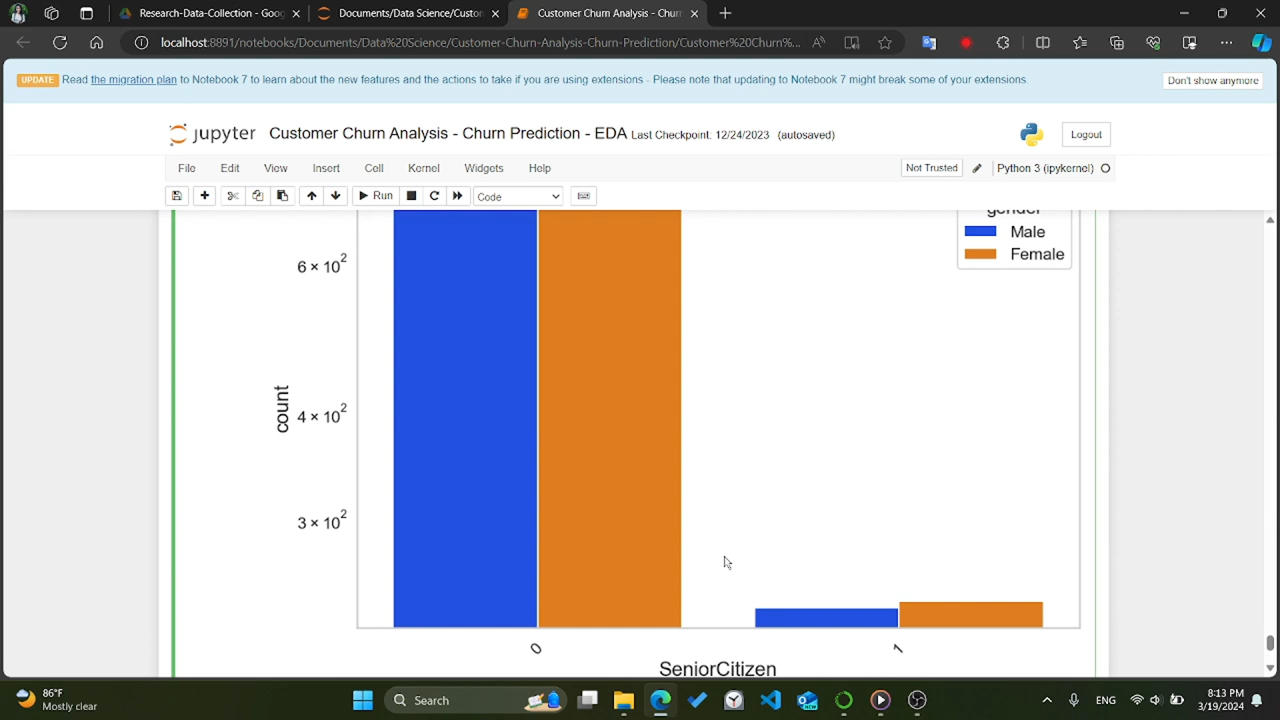 Research-Data-Collection - Goog
Documents/Data Science/Custon
Customer Churn Analysis - Churn
localhost:8891/notebooks/Documents/Data%20Science/Customer-Churn-Analysis-Churn-Prediction/Customer%20Churn%...
UPDATE Read the migration plan to Notebook 7 to learn about the new features and the actions to take if you are using extensions - Please note that updating to Notebook 7 might break some of your extensions.
Don't show anymore
jupyter Customer Churn Analysis - Churn Prediction - EDA Last Checkpoint: 12/24/2023 (autosaved)
Logout
File Edit View Insert Cell Kernel Widgets Help
Not Trusted
Python 3 (ipykernel)
Run
Code
gender
Male
Female
6 × 10²
4 × 10²
3 × 10²
count
0
1
SeniorCitizen
86°F
Mostly clear
Search
ENG
8:13 PM
3/19/2024